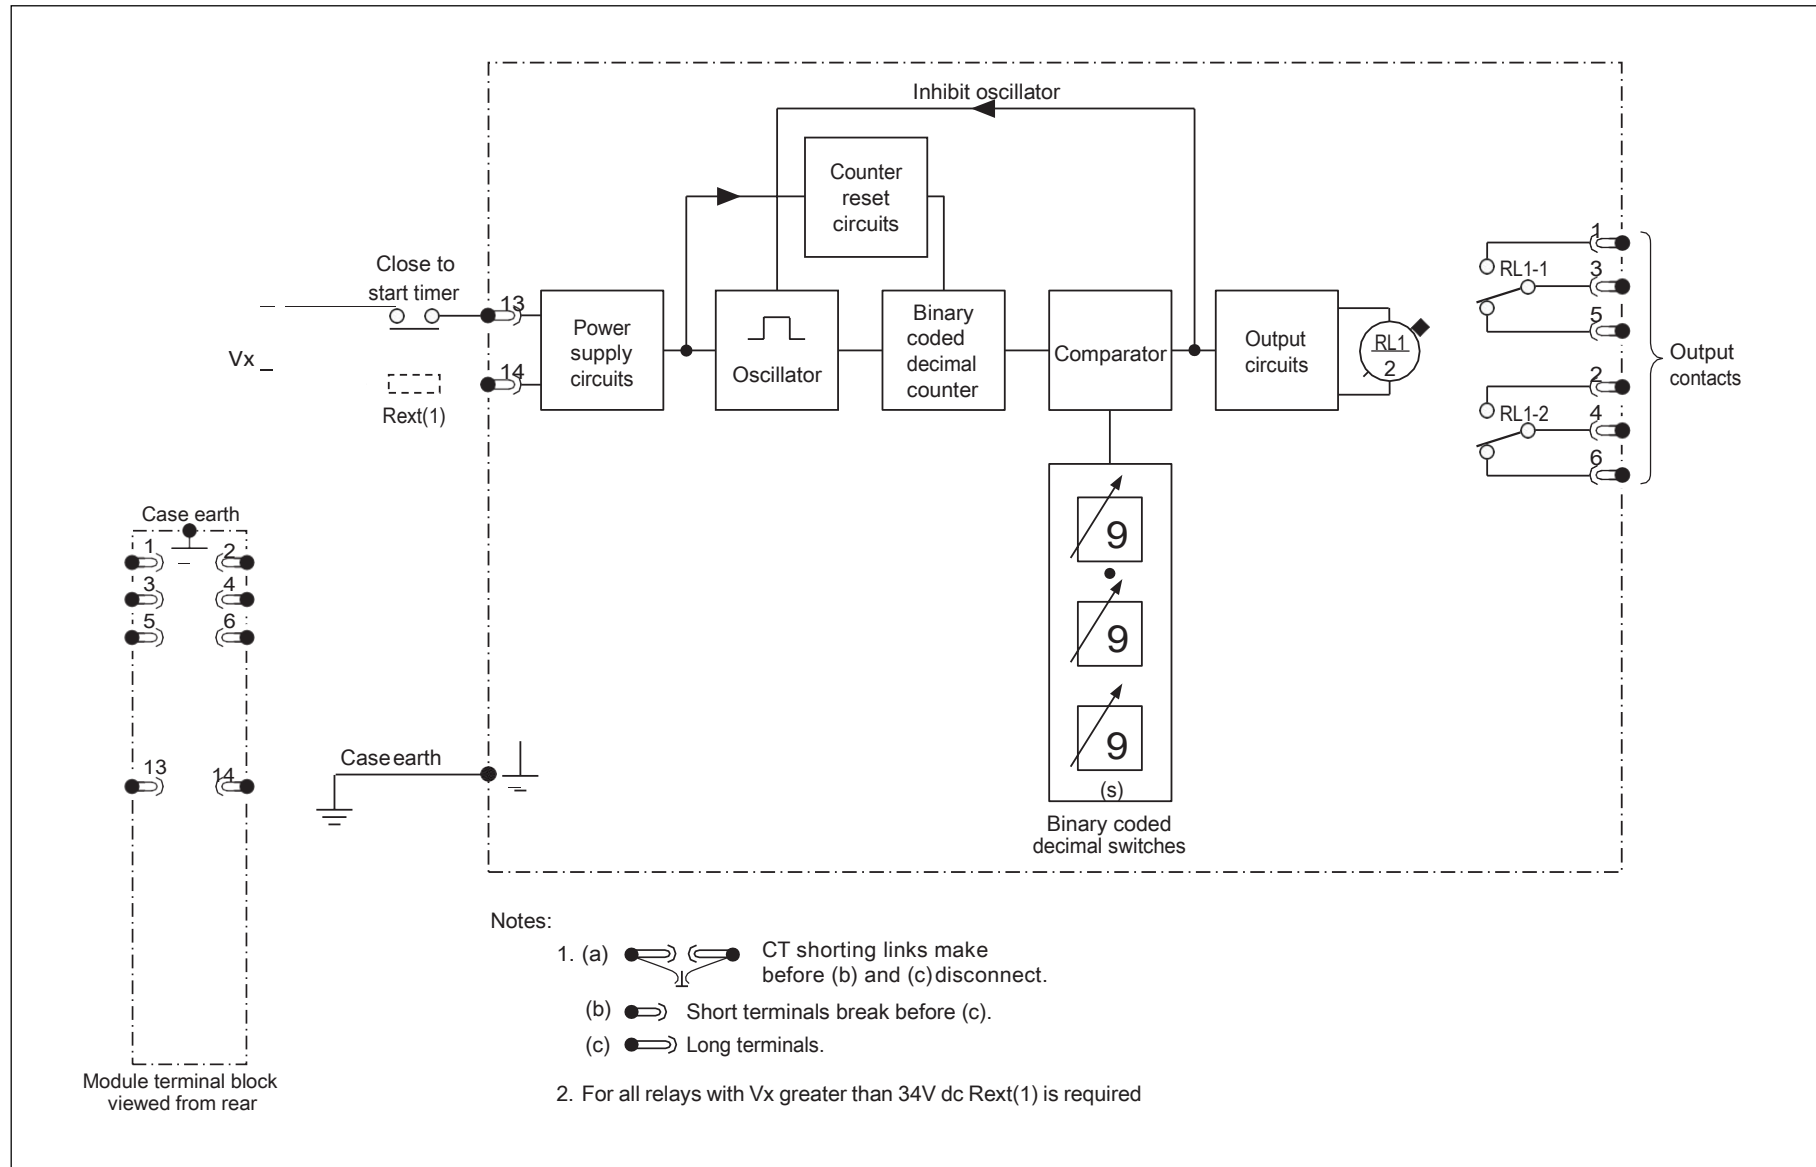 Inhibit oscillator
Counter
reset
circuits
Close to
start timer
13
14
Vx
Rext(1)
Power
supply
circuits
Oscillator
Binary
coded
decimal
counter
Comparator
Output
circuits
RL1
2
RL1-1
1
3
5
RL1-2
2
4
6
Output
contacts
9
9
9
(s)
Binary coded
decimal switches
Case earth
1
2
3
4
5
6
13
14
Module terminal block
viewed from rear
Case earth
Notes:
1. (a) CT shorting links make
before (b) and (c) disconnect.
(b) Short terminals break before (c).
(c) Long terminals.
2. For all relays with Vx greater than 34V dc Rext(1) is required